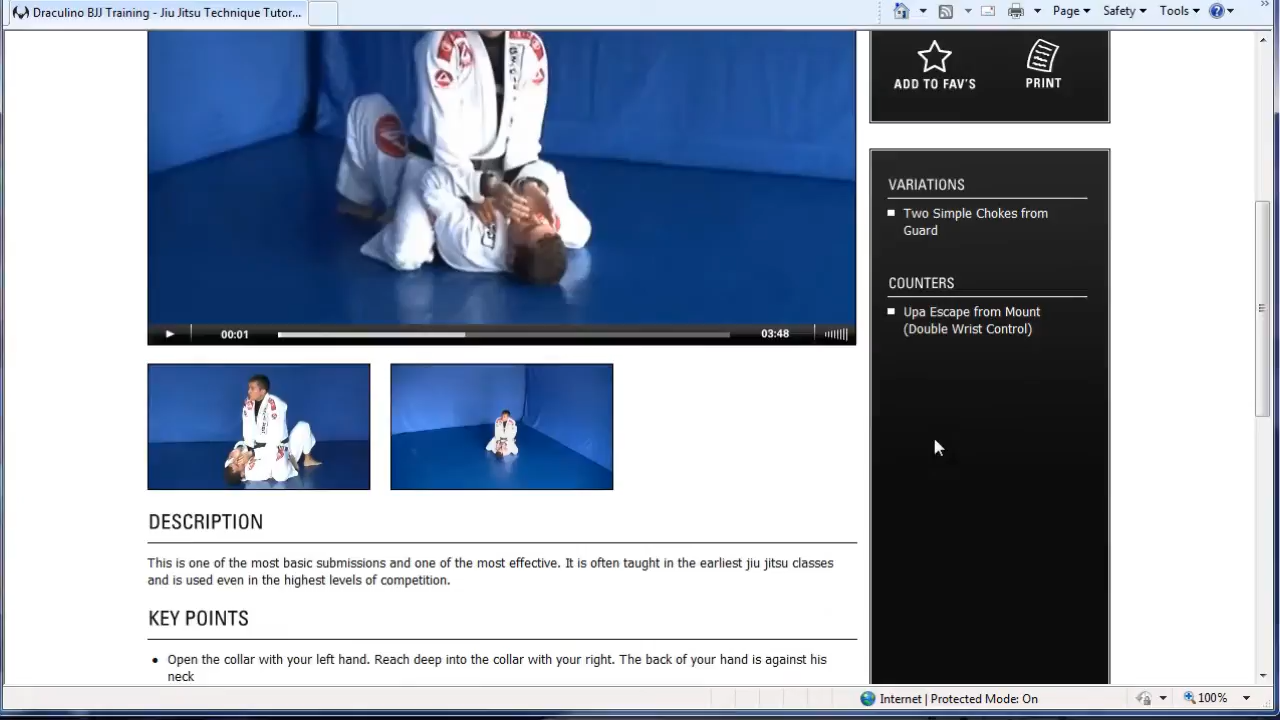 Draculino BJJ Training - Jiu Jitsu Technique Tutor...
Page
Safety
Tools
ADD TO FAV'S
PRINT
VARIATIONS
Two Simple Chokes from
Guard
COUNTERS
Upa Escape from Mount
(Double Wrist Control)
00:01
03:48
DESCRIPTION
This is one of the most basic submissions and one of the most effective. It is often taught in the earliest jiu jitsu classes
and is used even in the highest levels of competition.
KEY POINTS
Open the collar with your left hand. Reach deep into the collar with your right. The back of your hand is against his
neck
Internet | Protected Mode: On
100%